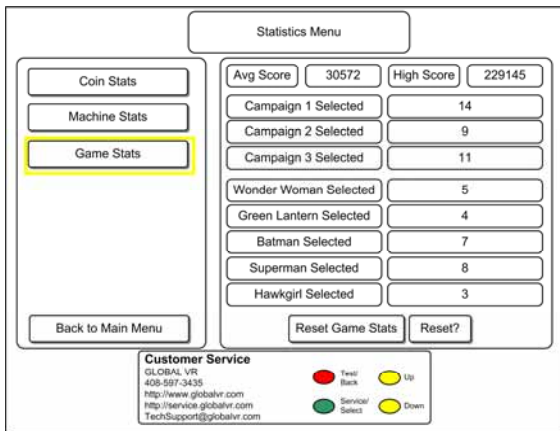 Statistics Menu
Coin Stats
Machine Stats
Game Stats
Back to Main Menu
Avg Score 30572 High Score 229145
Campaign 1 Selected 14
Campaign 2 Selected 9
Campaign 3 Selected 11
Wonder Woman Selected 5
Green Lantern Selected 4
Batman Selected 7
Superman Selected 8
Hawkgirl Selected 3
Reset Game Stats Reset?
Customer Service
GLOBAL VR
408-597-3435
http://www.globalvr.com
http://service.globalvr.com
TechSupport@globalvr.com
Test/
Back
Up
Service/
Select
Down